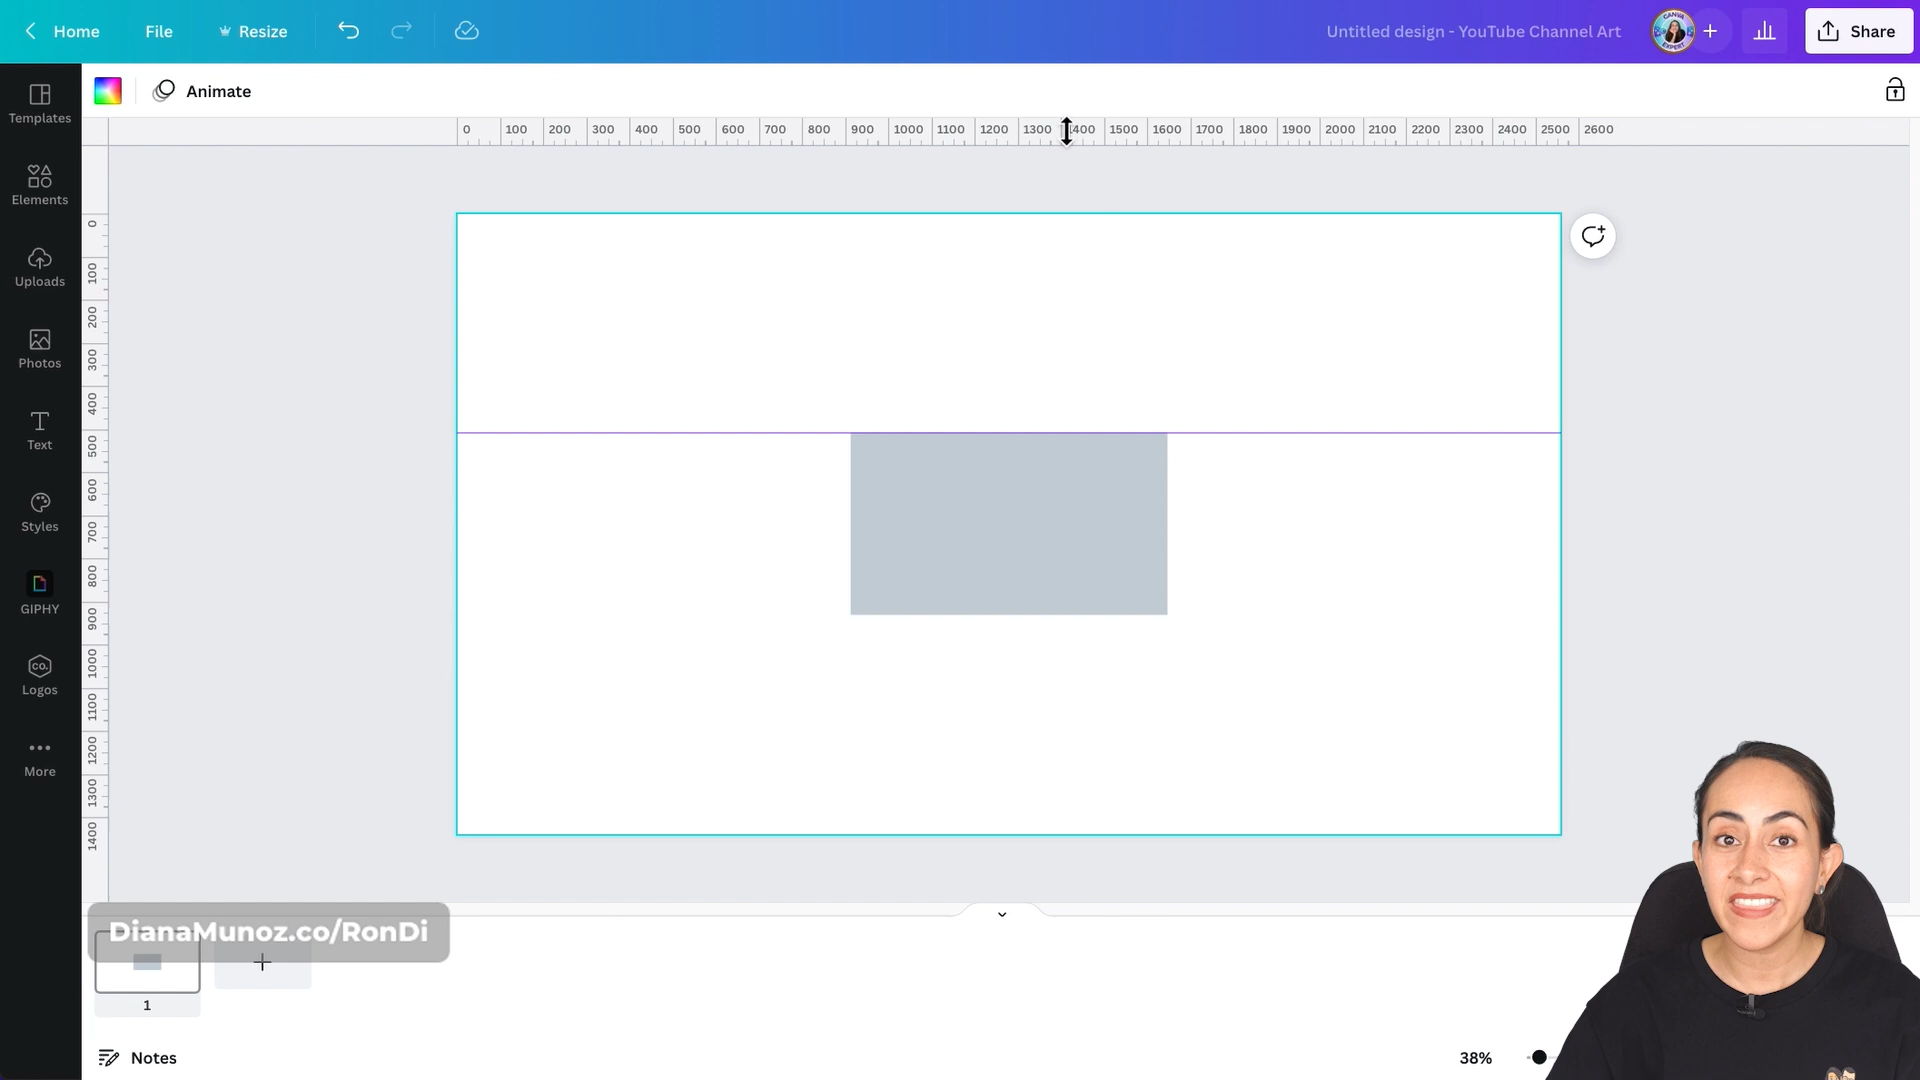 Home
File
Resize
Untitled design - YouTube Channel Art
Share
Animate
Templates
Elements
Uploads
Photos
Text
Styles
GIPHY
CO.
Logos
More
0 100 200 300 400 500 600 700 800 900 1000 1100 1200 1300 1400 1500 1600 1700 1800 1900 2000 2100 2200 2300 2400 2500 2600
0
100
200
300
400
500
600
700
800
900
1000
1100
1200
1300
1400
DianaMunoz.co/RonDi
1
Notes
38%